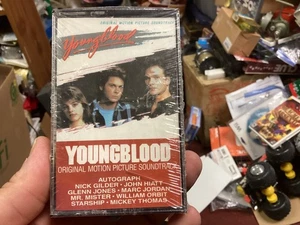 ORIGINAL MOTION PICTURE SOUNDTRACK
Youngblood
YOUNGBLOOD
ORIGINAL MOTION PICTURE SOUNDTRA
AUTOGRAPH
NICK GILDER · JOHN HIATT
GLENN JONES · MARC JORDAN
MR. MISTER · WILLIAM ORBIT
STARSHIP · MICKEY THOMAS